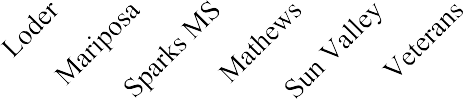 Loder
Mariposa
Sparks MS
Mathews
Sun Valley
Veterans